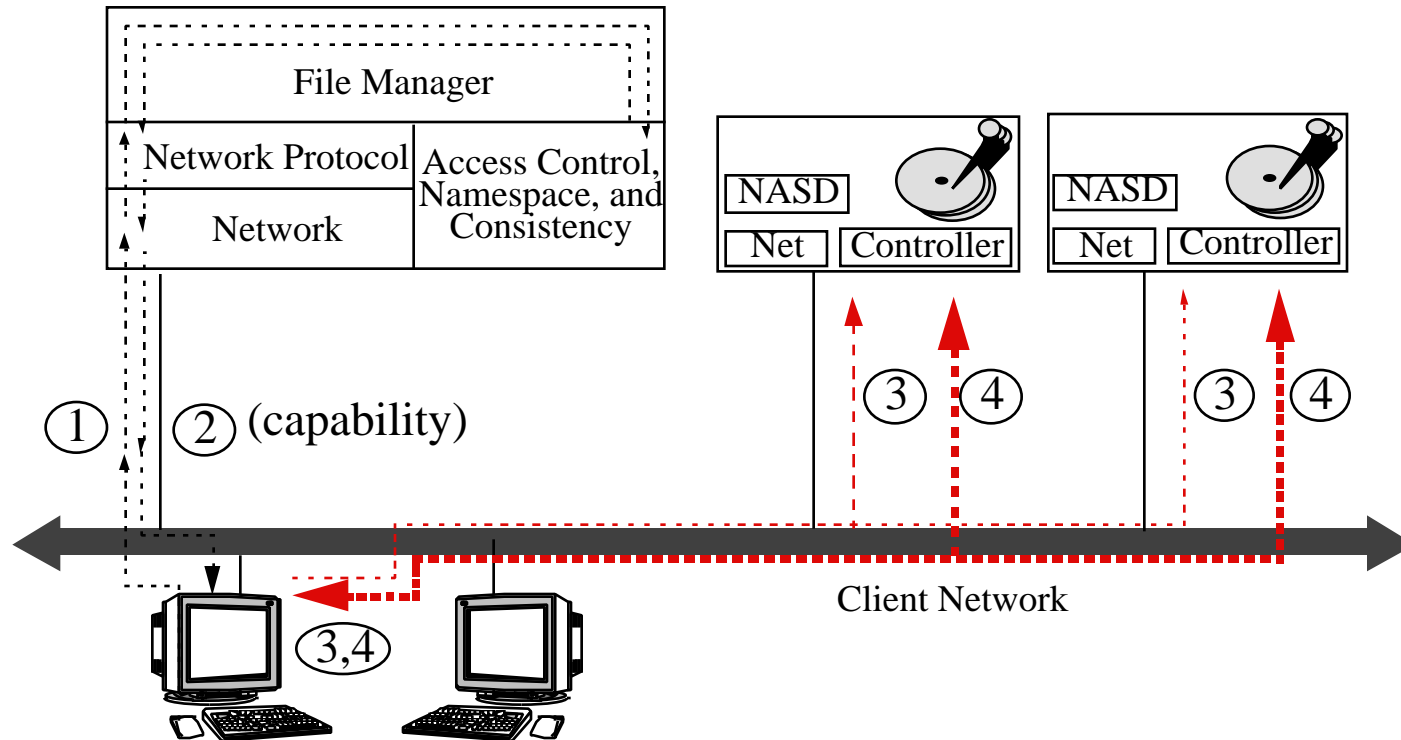 File Manager
Network Protocol
Network
Access Control,
Namespace, and
Consistency
NASD
Net
Controller
NASD
Net
Controller
1
2
(capability)
3
4
3
4
Client Network
3,4